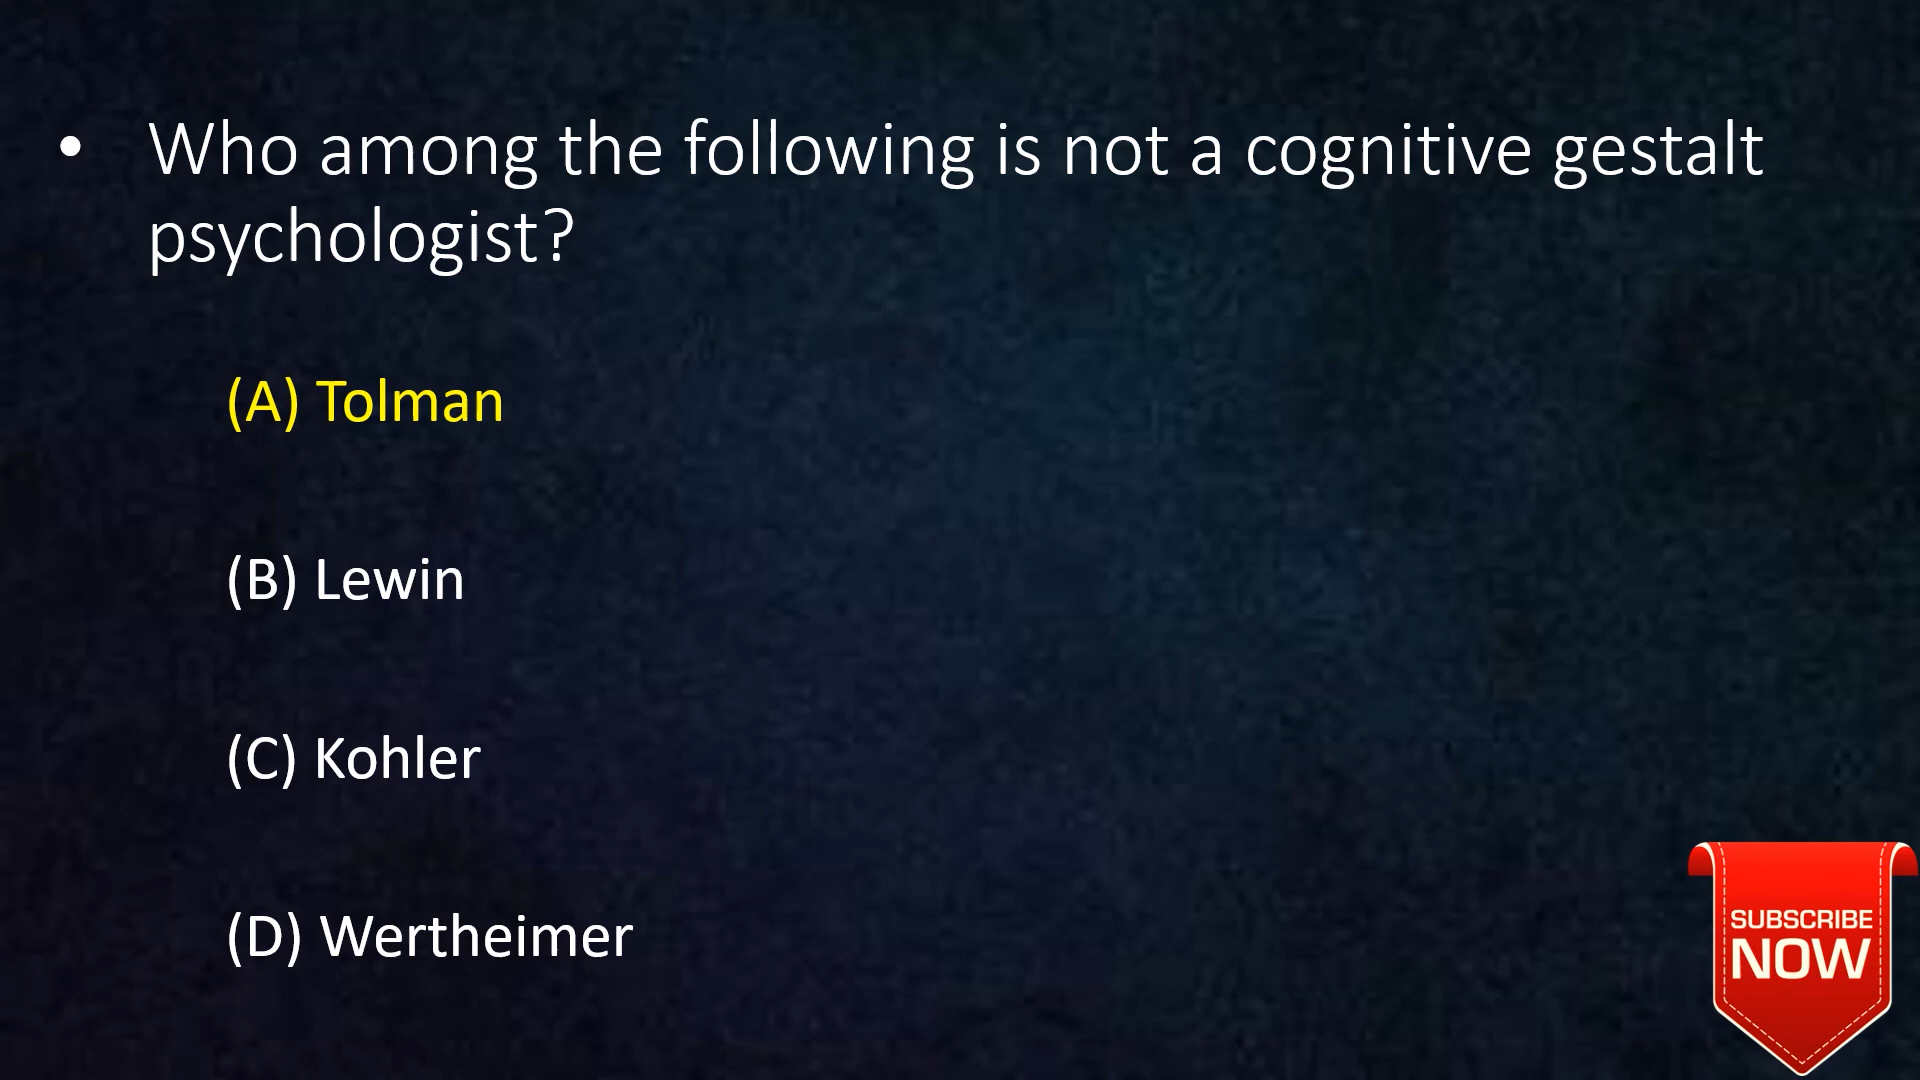 • Who among the following is not a cognitive gestalt
psychologist?
(A) Tolman
(B) Lewin
(C) Kohler
(D) Wertheimer
SUBSCRIBE
NOW